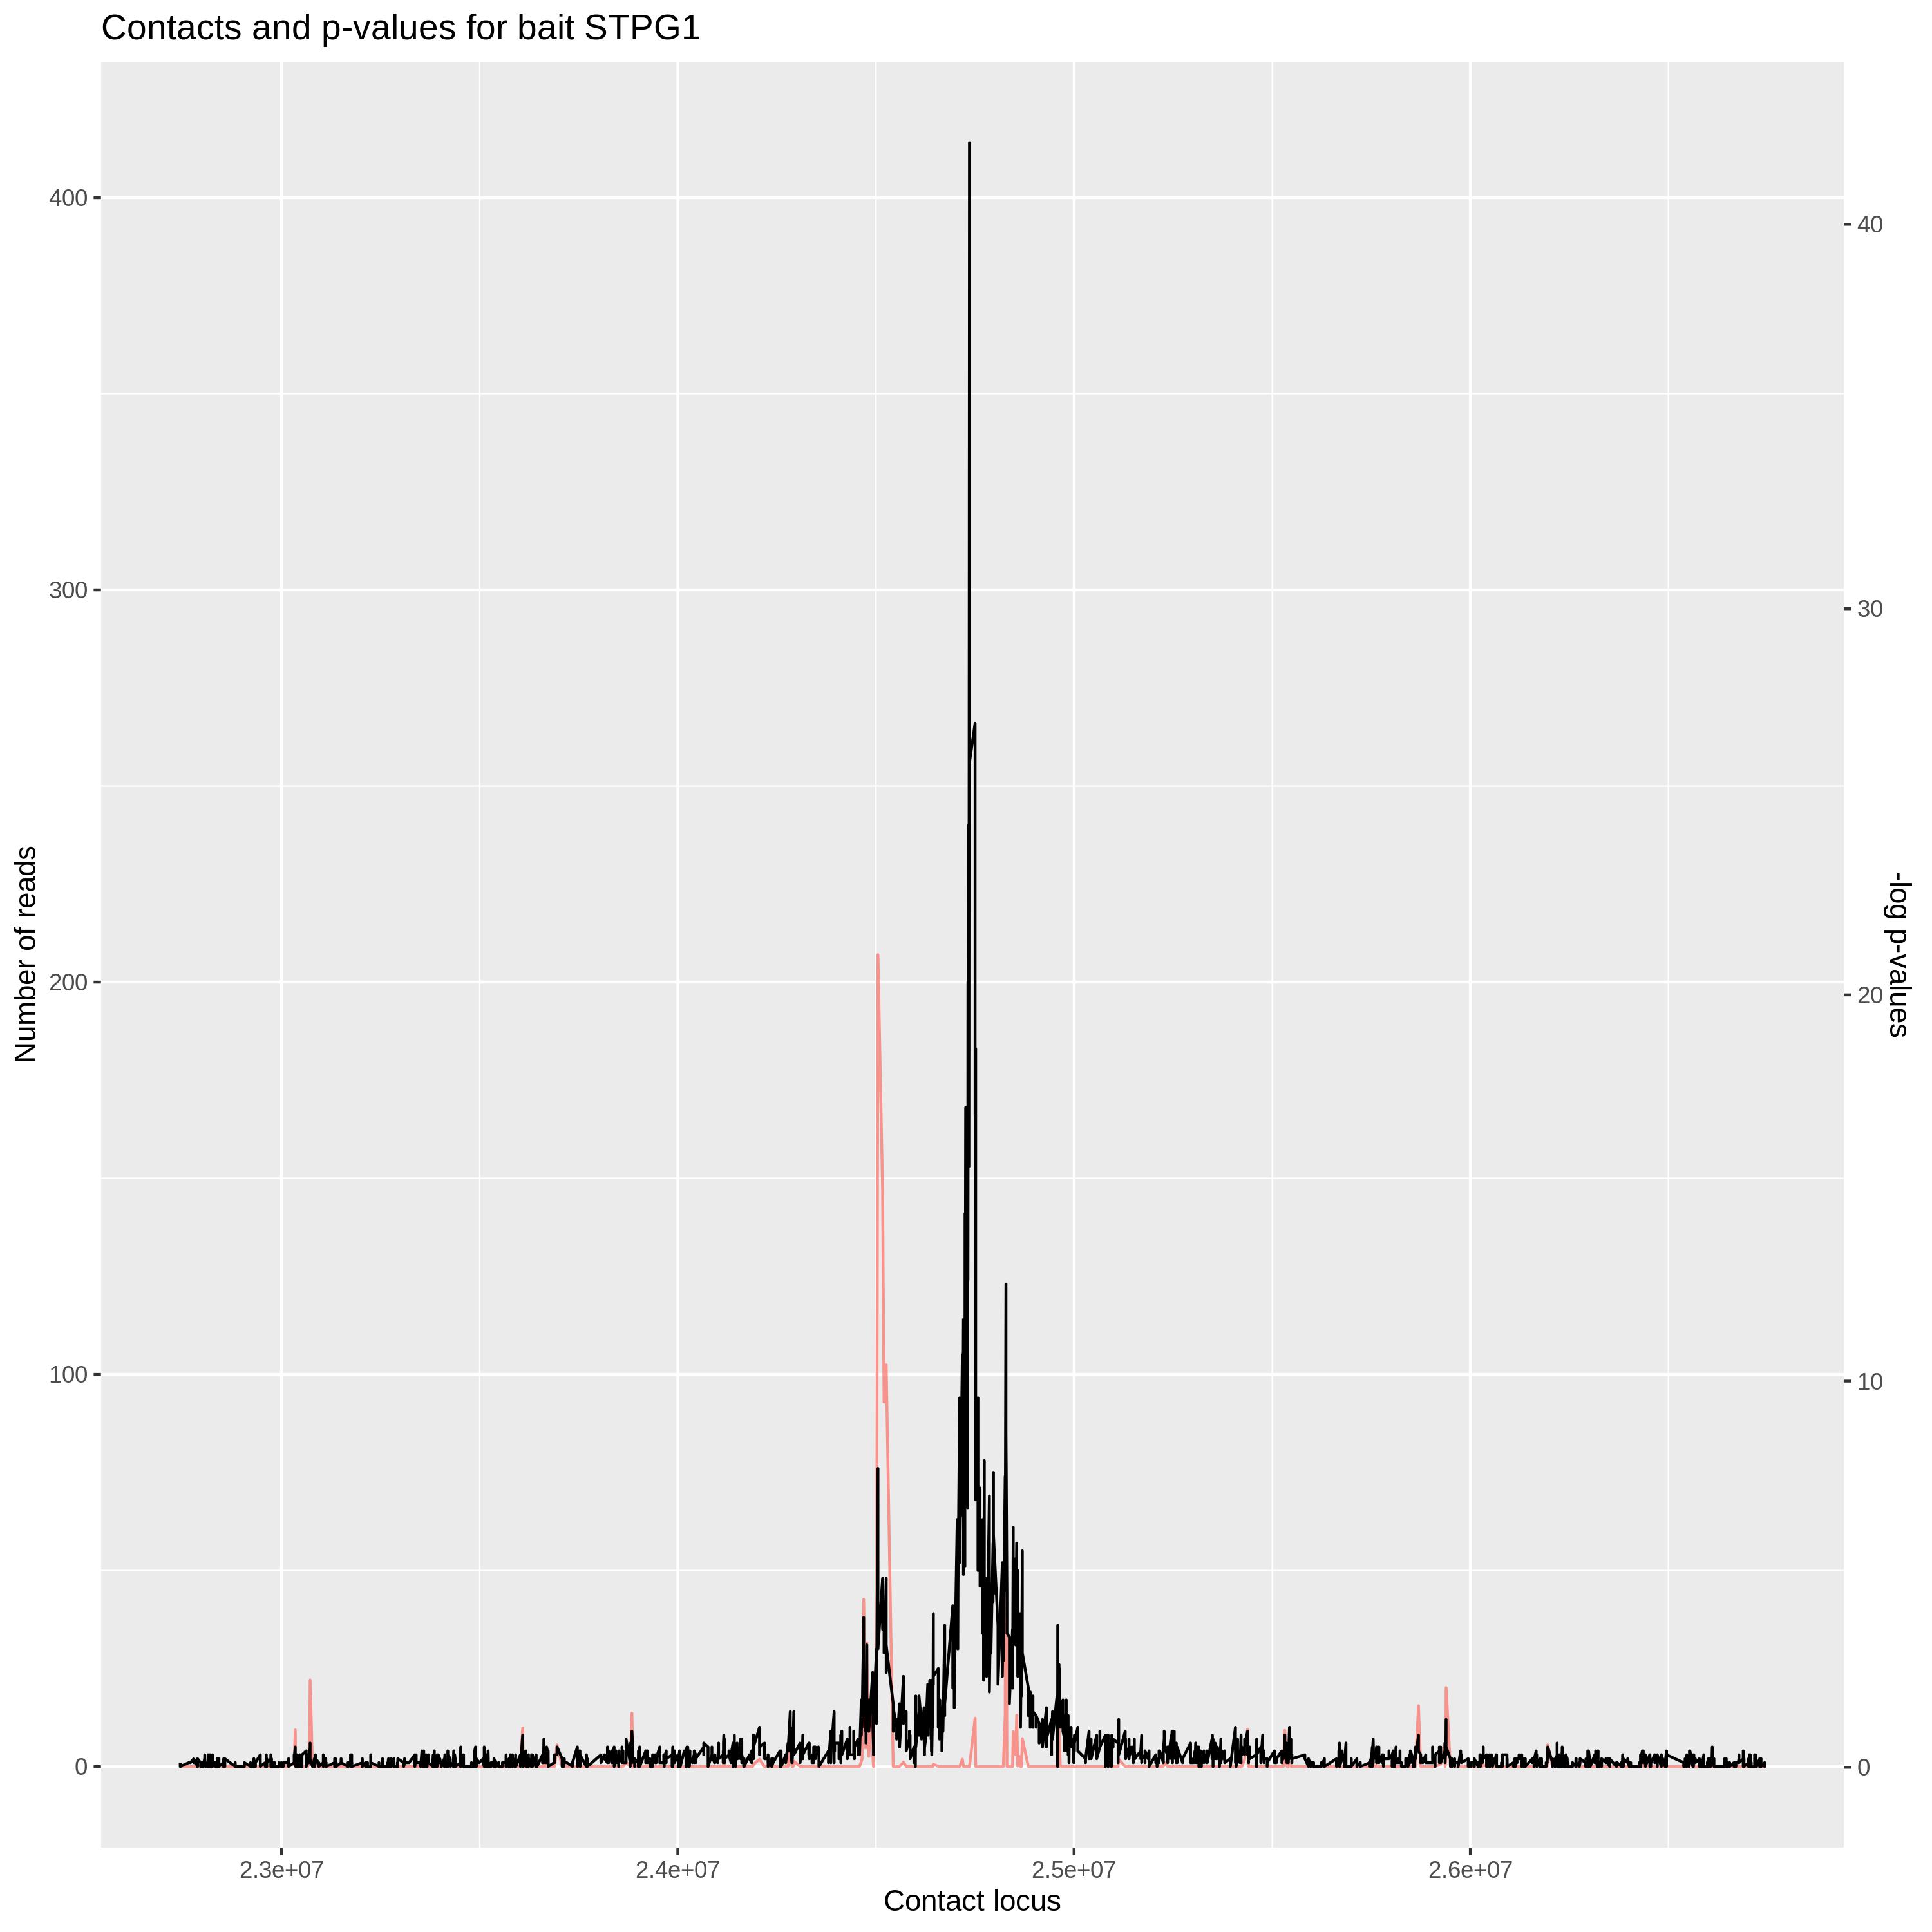 Contacts and p-values for bait STPG1
400
300
200
100
0
Number of reads
40
30
20
10
0
-log p-values
2.3e+07
2.4e+07
2.5e+07
2.6e+07
Contact locus